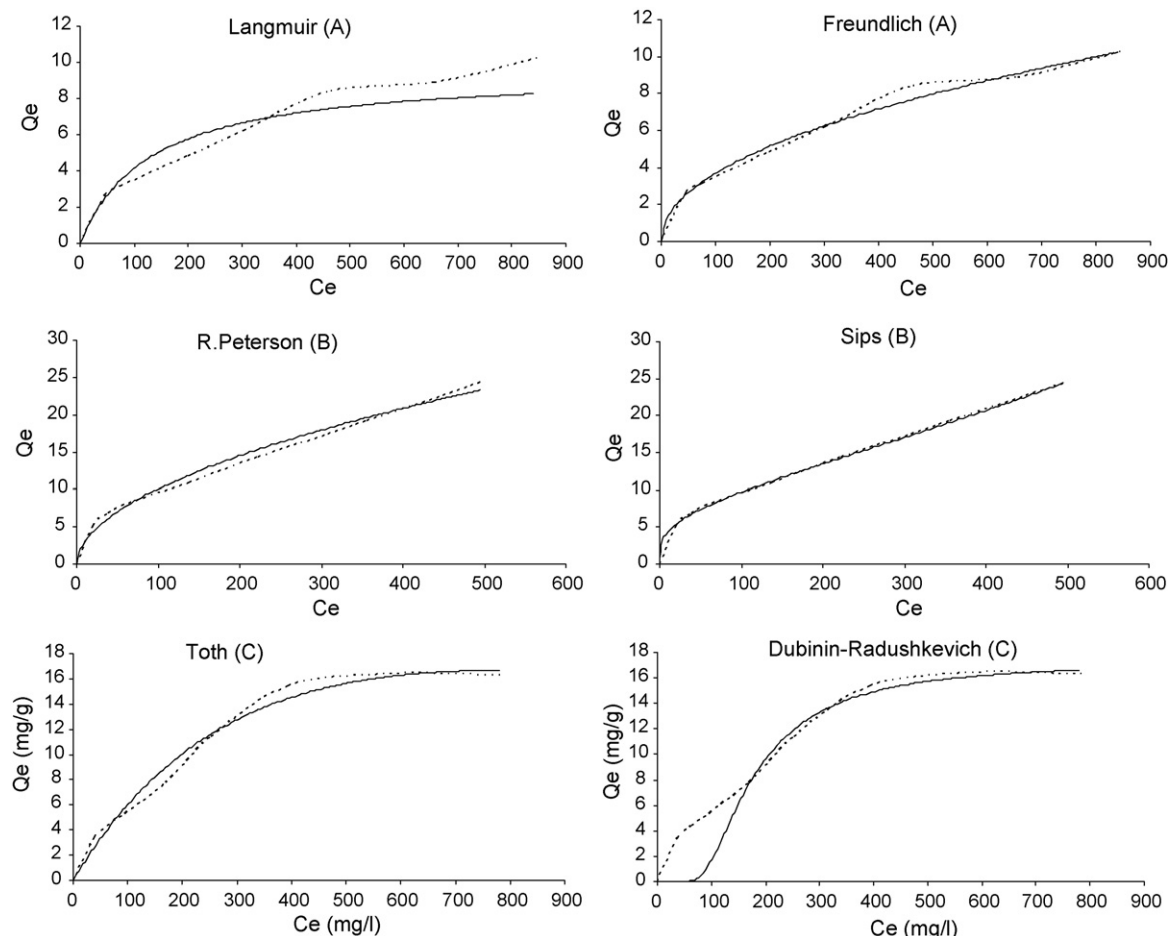 Langmuir (A)
12
10
8
6
4
2
0
Qe
0 100 200 300 400 500 600 700 800 900
Ce
Freundlich (A)
12
10
8
6
4
2
0
Qe
0 100 200 300 400 500 600 700 800 900
Ce
R.Peterson (B)
30
25
20
15
10
5
0
Qe
0 100 200 300 400 500 600
Ce
Sips (B)
30
25
20
15
10
5
0
Qe
0 100 200 300 400 500 600
Ce
Toth (C)
18
16
14
12
10
8
6
4
2
0
Qe (mg/g)
0 100 200 300 400 500 600 700 800 900
Ce (mg/l)
Dubinin-Radushkevich (C)
18
16
14
12
10
8
6
4
2
0
Qe (mg/g)
0 100 200 300 400 500 600 700 800 900
Ce (mg/l)